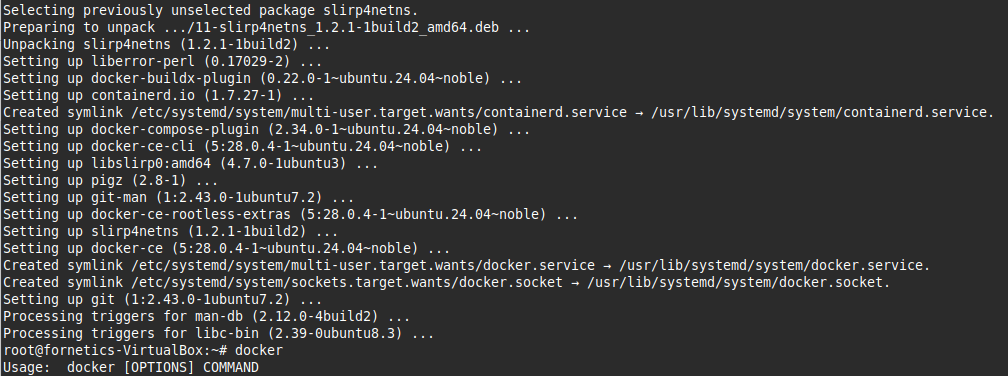 Selecting previously unselected package slirp4netns.
Preparing to unpack .../11-slirp4netns_1.2.1-1build2_amd64.deb ...
Unpacking slirp4netns (1.2.1-1build2) ...
Setting up liberror-perl (0.17029-2) ...
Setting up docker-buildx-plugin (0.22.0-1~ubuntu.24.04~noble) ...
Setting up containerd.io (1.7.27-1) ...
Created symlink /etc/systemd/system/multi-user.target.wants/containerd.service → /usr/lib/systemd/system/containerd.service.
Setting up docker-compose-plugin (2.34.0-1~ubuntu.24.04~noble) ...
Setting up docker-ce-cli (5:28.0.4-1~ubuntu.24.04~noble) ...
Setting up libslirp0:amd64 (4.7.0-1ubuntu3) ...
Setting up pigz (2.8-1) ...
Setting up git-man (1:2.43.0-1ubuntu7.2) ...
Setting up docker-ce-rootless-extras (5:28.0.4-1~ubuntu.24.04~noble) ...
Setting up slirp4netns (1.2.1-1build2) ...
Setting up docker-ce (5:28.0.4-1~ubuntu.24.04~noble) ...
Created symlink /etc/systemd/system/multi-user.target.wants/docker.service → /usr/lib/systemd/system/docker.service.
Created symlink /etc/systemd/system/sockets.target.wants/docker.socket → /usr/lib/systemd/system/docker.socket.
Setting up git (1:2.43.0-1ubuntu7.2) ...
Processing triggers for man-db (2.12.0-4build2) ...
Processing triggers for libc-bin (2.39-0ubuntu8.3) ...
root@fornetics-VirtualBox:~# docker
Usage:  docker [OPTIONS] COMMAND